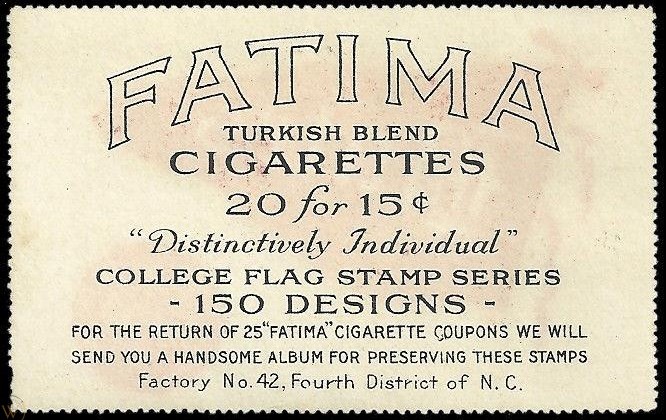 FATIMA
TURKISH BLEND
CIGARETTES
20 for 15¢
"Distinctively Individual"
COLLEGE FLAG STAMP SERIES
- 150 DESIGNS -
FOR THE RETURN OF 25 "FATIMA" CIGARETTE COUPONS WE WILL
SEND YOU A HANDSOME ALBUM FOR PRESERVING THESE STAMPS
Factory No. 42, Fourth District of N. C.